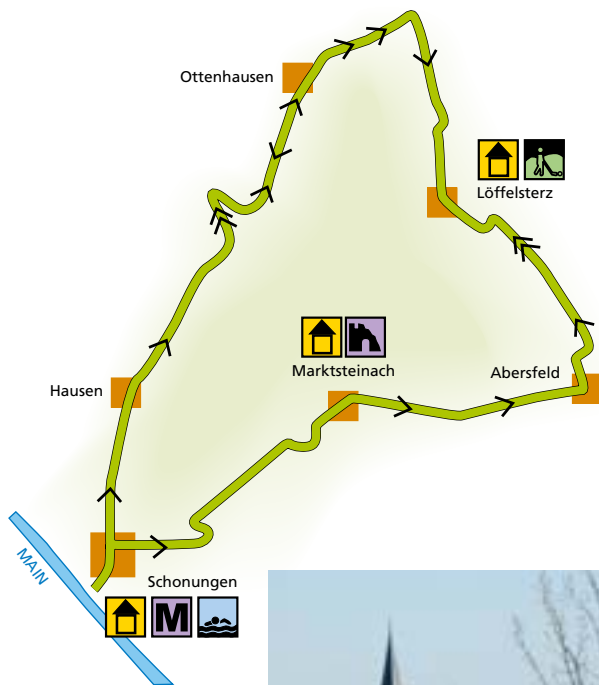 Ottenhausen
Löffelsterz
Marktsteinach
Abersfeld
Hausen
MAIN
Schonungen
M